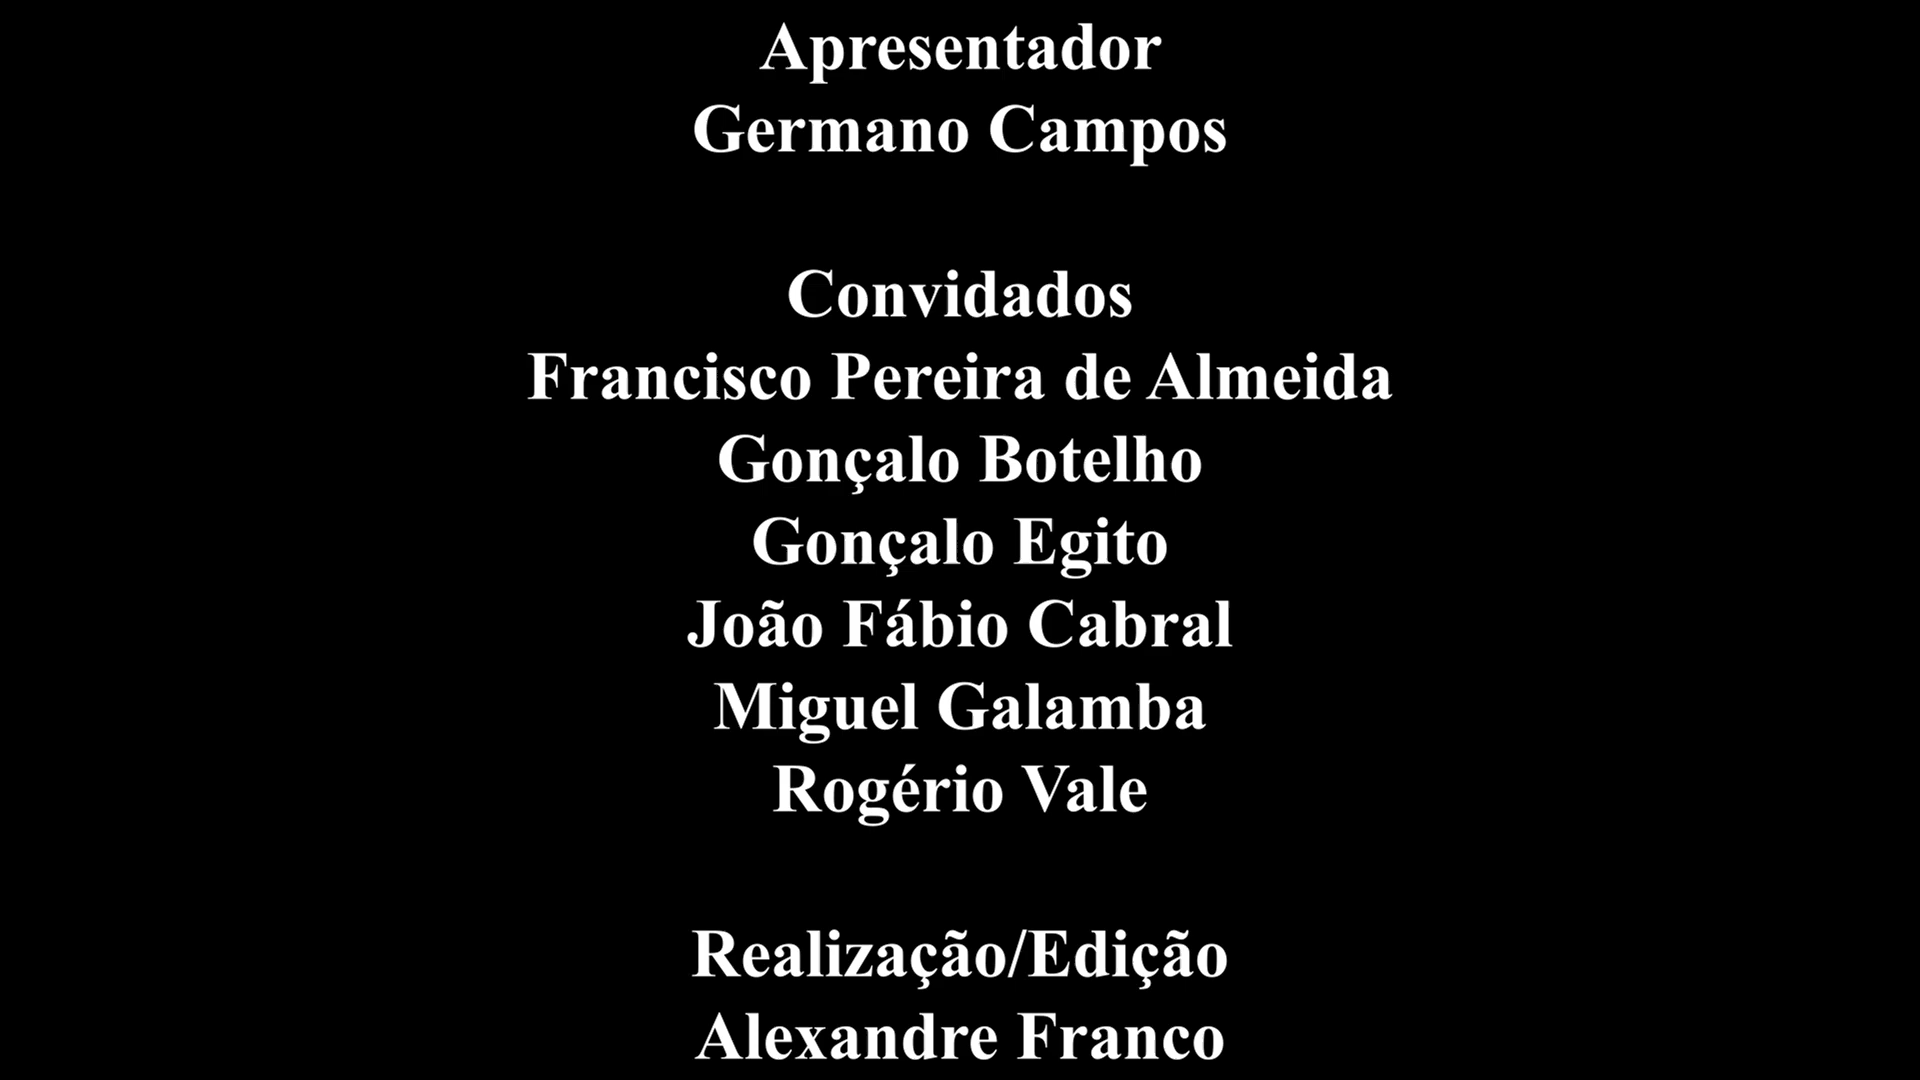 Apresentador
Germano Campos
Convidados
Francisco Pereira de Almeida
Gonçalo Botelho
Gonçalo Egito
João Fábio Cabral
Miguel Galamba
Rogério Vale
Realização/Edição
Alexandre Franco